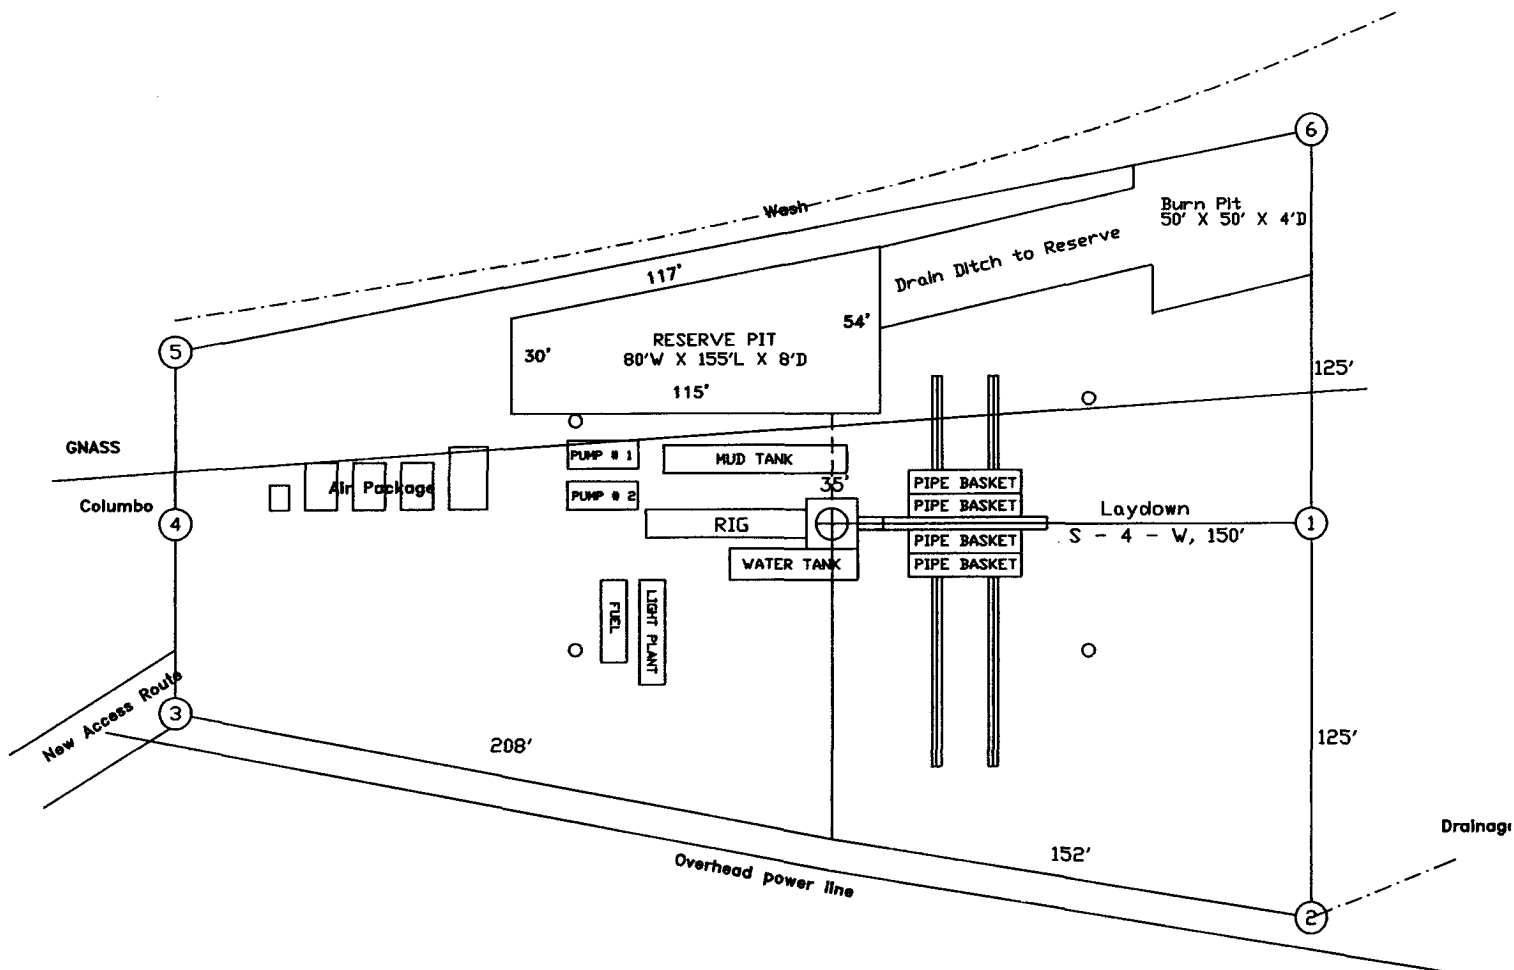 6
Burn Pit
50' X 50' X 4'D
Wash
Drain Ditch to Reserve
117'
54'
5
30'
RESERVE PIT
80'W X 155'L X 8'D
115'
125'
GNASS
PUMP # 1
MUD TANK
Columbo
Air Package
PUMP # 2
35'
PIPE BASKET
PIPE BASKET
Laydown
4
RIG
1
PIPE BASKET
S - 4 - W, 150'
WATER TANK
PIPE BASKET
FUEL
LIGHT PLANT
New Access Route
3
208'
125'
152'
Drainag
Overhead power line
2